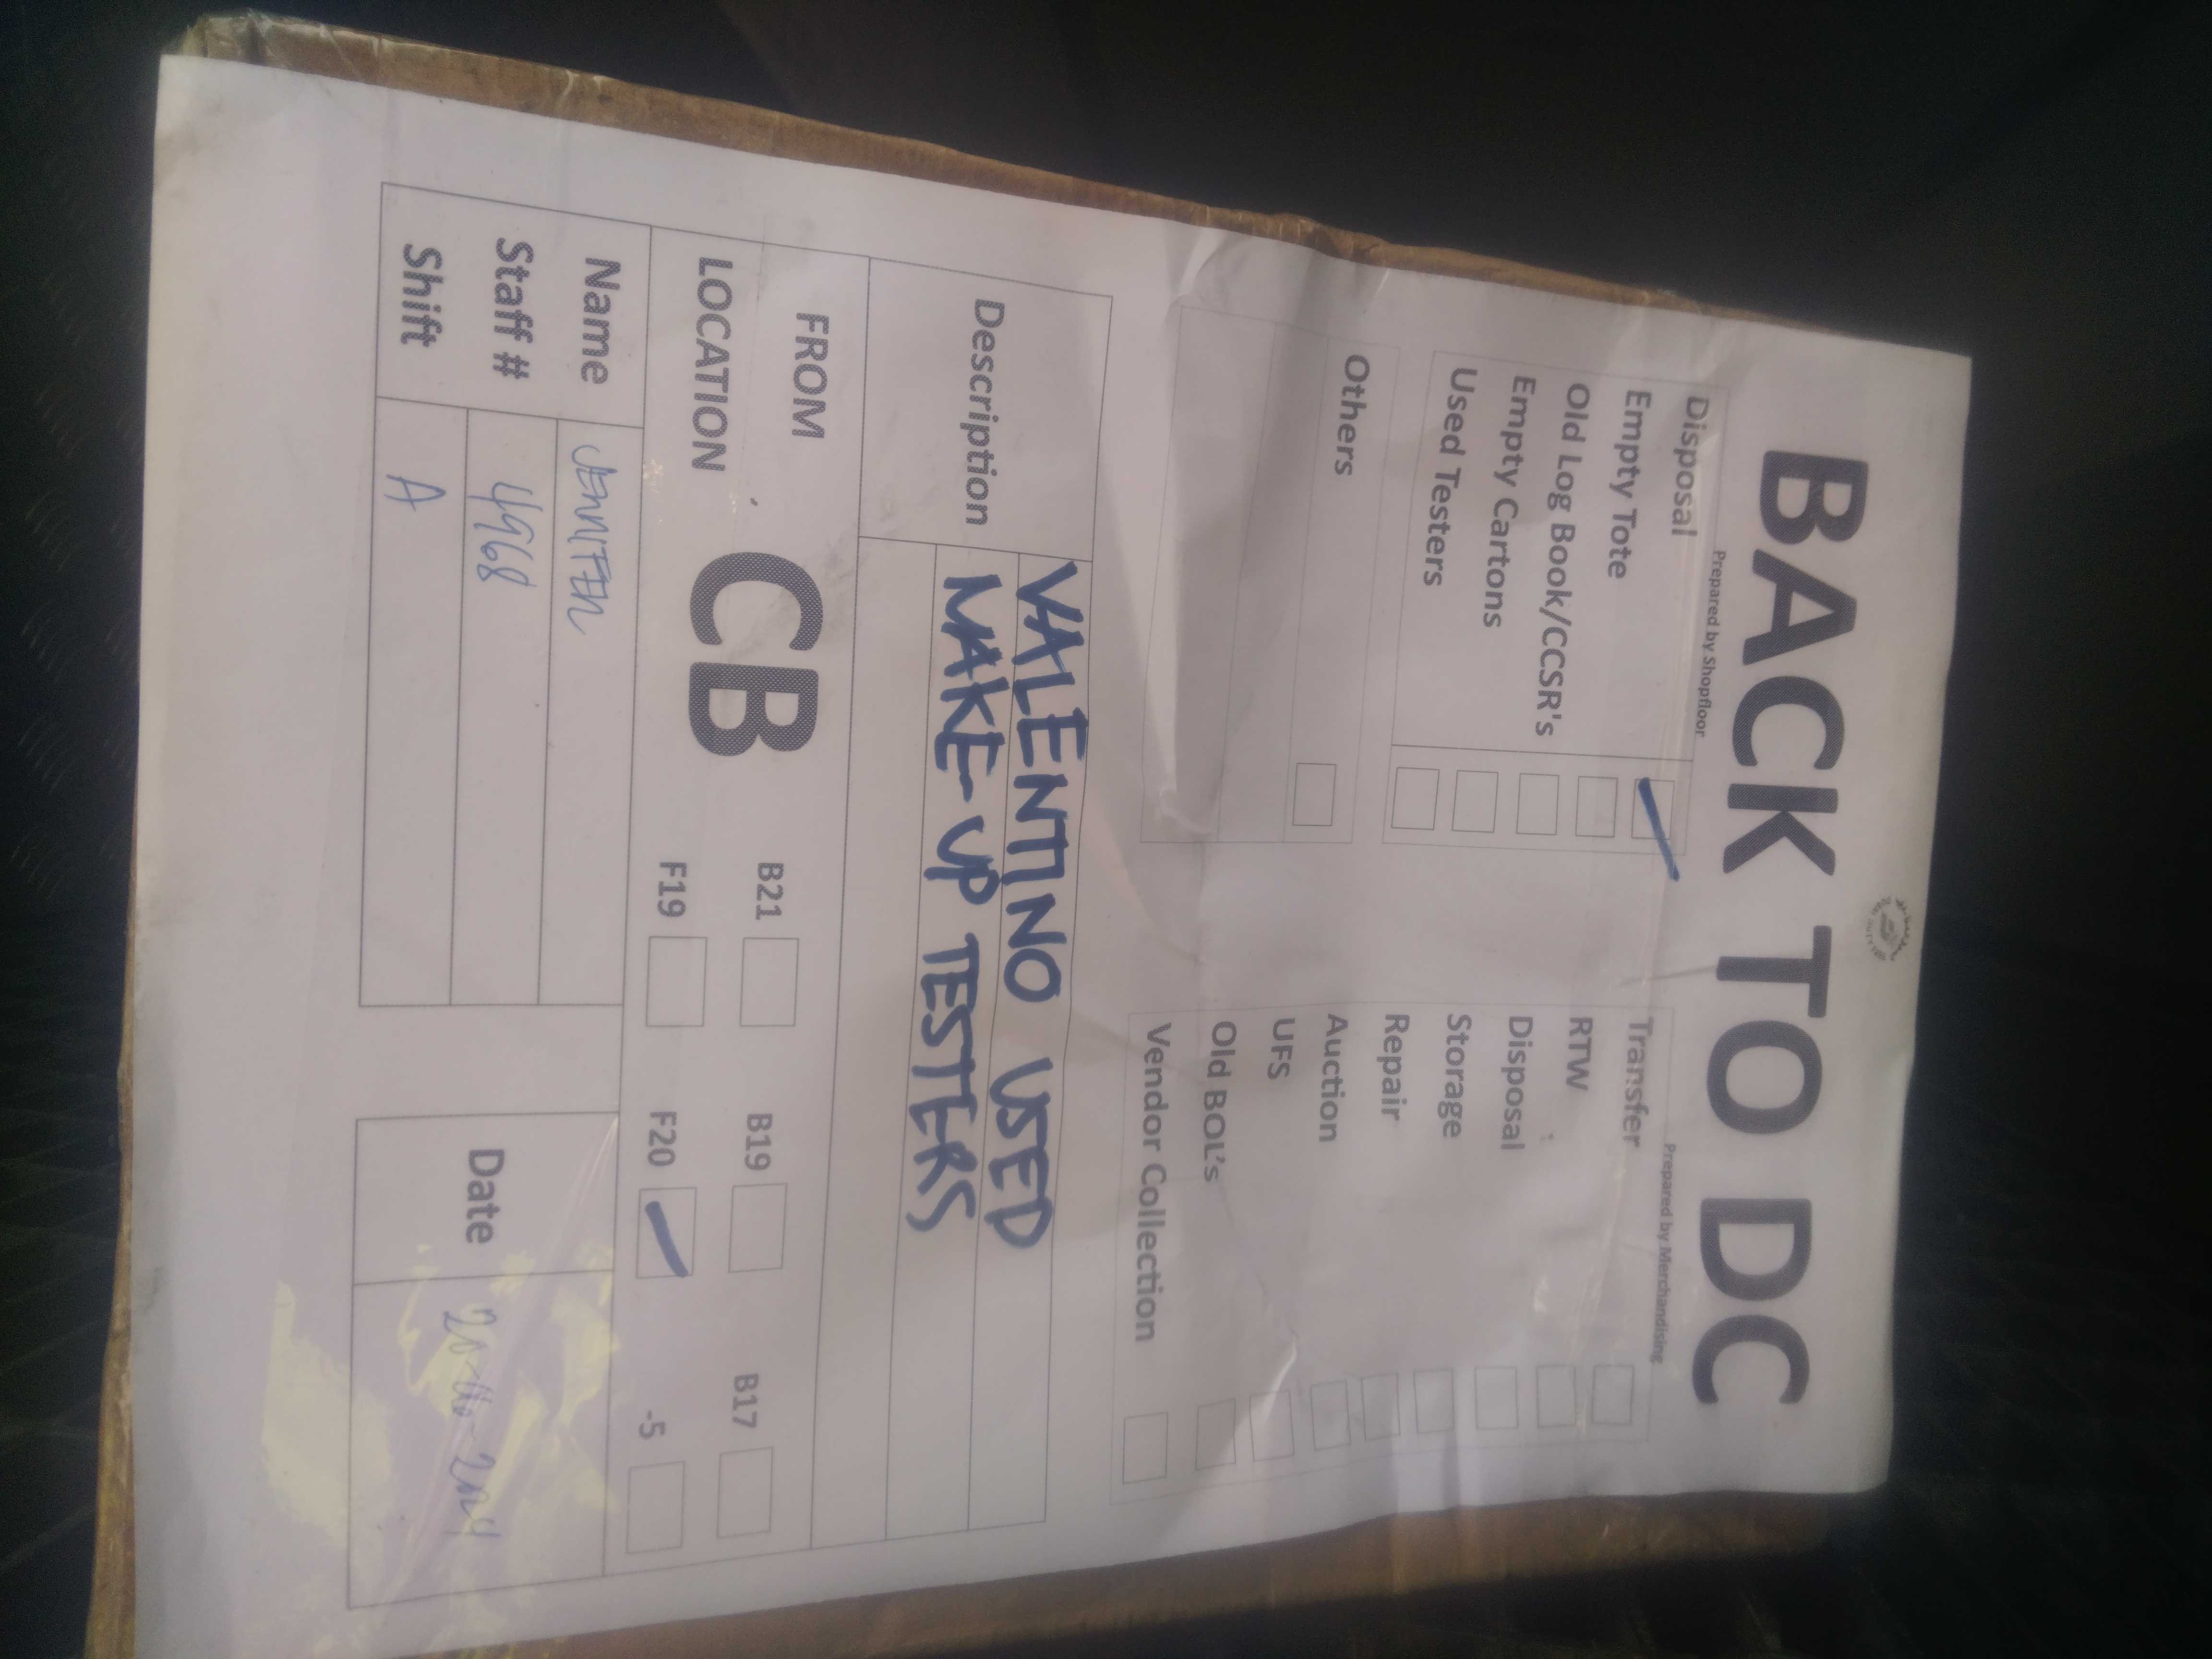 BACK TO DC
Prepared by Shopfloor
Disposal
Empty Tote
Old Log Book/CCSR's
Empty Cartons
Used Testers
Others
Prepared by Merchandising
Transfer
RTW
Disposal
Storage
Repair
Auction
UFS
Old BOL's
Vendor Collection
Description
VALENTINO USED
MAKE-UP TESTERS
FROM
LOCATION
CB
B21 B19 B17
F19 F20 -5
Name JENNIFER
Staff # 4968
Shift A
Date